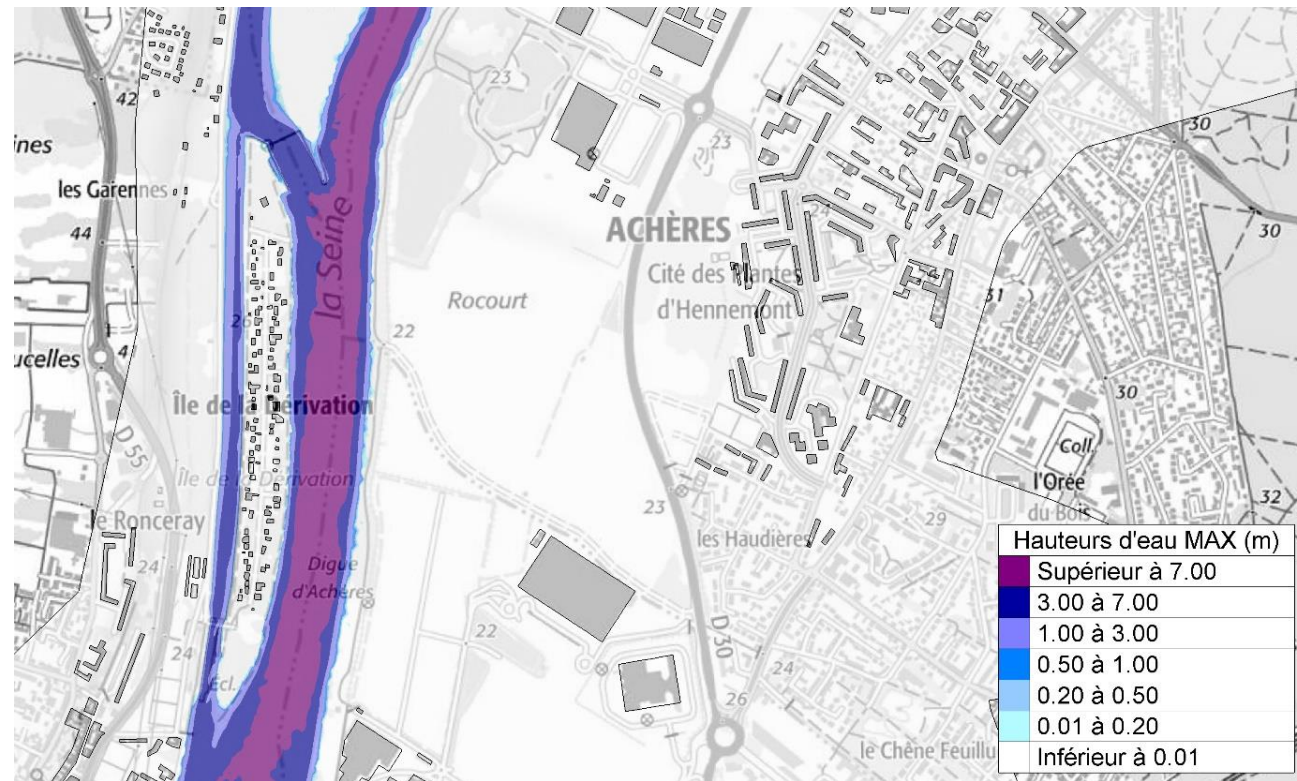 42
ines
les Garennes
44
ucelles
4
D 55
le Ronceray
24
24
Écl.
26
la Seine
Île de la Dérivation
Île de la Dérivation
Digue
d'Achères
23
22
Rocourt
23
ACHÈRES
Cité des Plantes
d'Hennemont
24
31
30
30
30
Coll.
l'Orée
du Bois
32
23
29
les Haudières
22
D 30
24
26
le Chêne Feuillu
Hauteurs d'eau MAX (m)
Supérieur à 7.00
3.00 à 7.00
1.00 à 3.00
0.50 à 1.00
0.20 à 0.50
0.01 à 0.20
Inférieur à 0.01